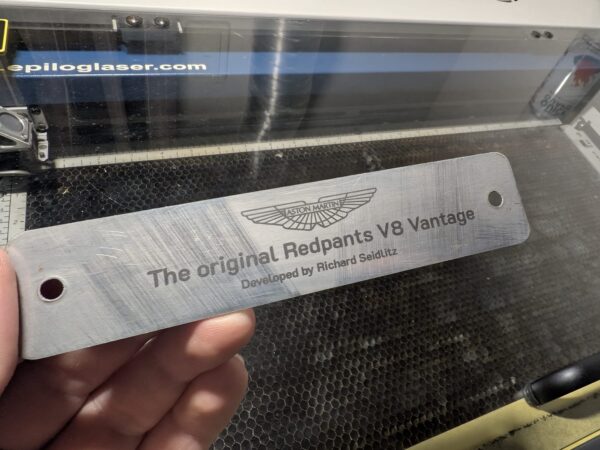 epiloglaser.com
ASTON MARTIN
The original Redpants V8 Vantage
Developed by Richard Seidlitz